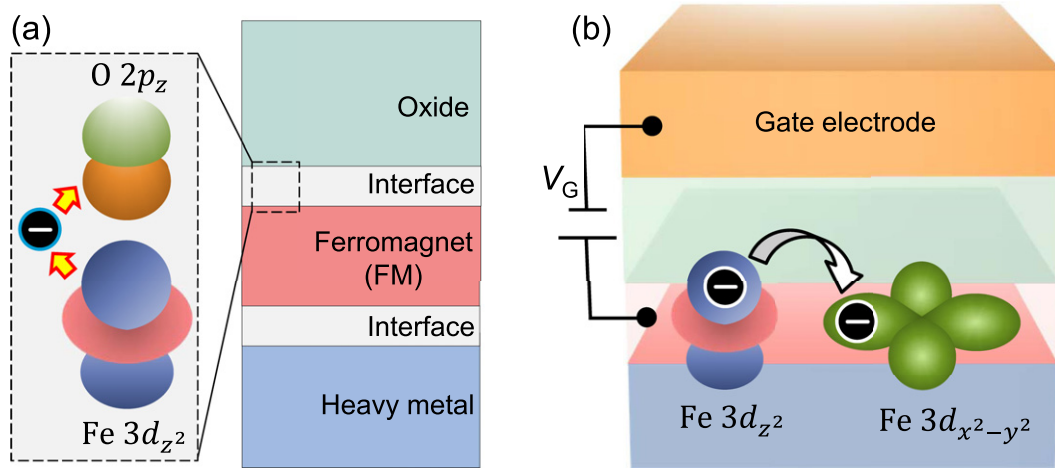 (a)
O 2p_z
Fe 3d_{z^2}
Oxide
Interface
Ferromagnet
(FM)
Interface
Heavy metal
(b)
Gate electrode
V_G
Fe 3d_{z^2}
Fe 3d_{x^2−y^2}